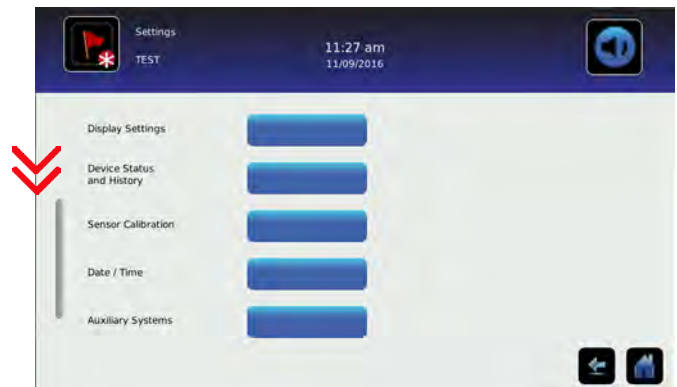 Settings
TEST
11:27 am
11/09/2016
Display Settings
Device Status
and History
Sensor Calibration
Date / Time
Auxiliary Systems